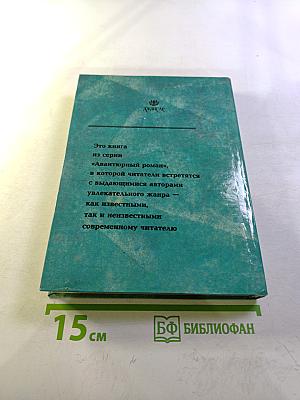 Это книга
из серии
«Авантюрный роман»,
в которой читатели встретятся
с выдающимися авторами
увлекательного жанра —
как известными,
так и неизвестными
современному читателю
15 см
БФ БИБЛИОФАН